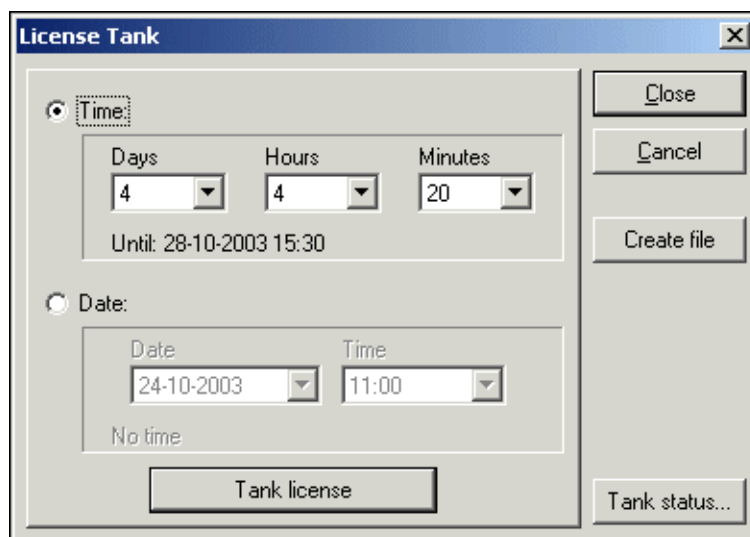 License Tank
Time:
Days Hours Minutes
4 4 20
Until: 28-10-2003 15:30
Date:
Date Time
24-10-2003 11:00
No time
Tank license
Close
Cancel
Create file
Tank status...